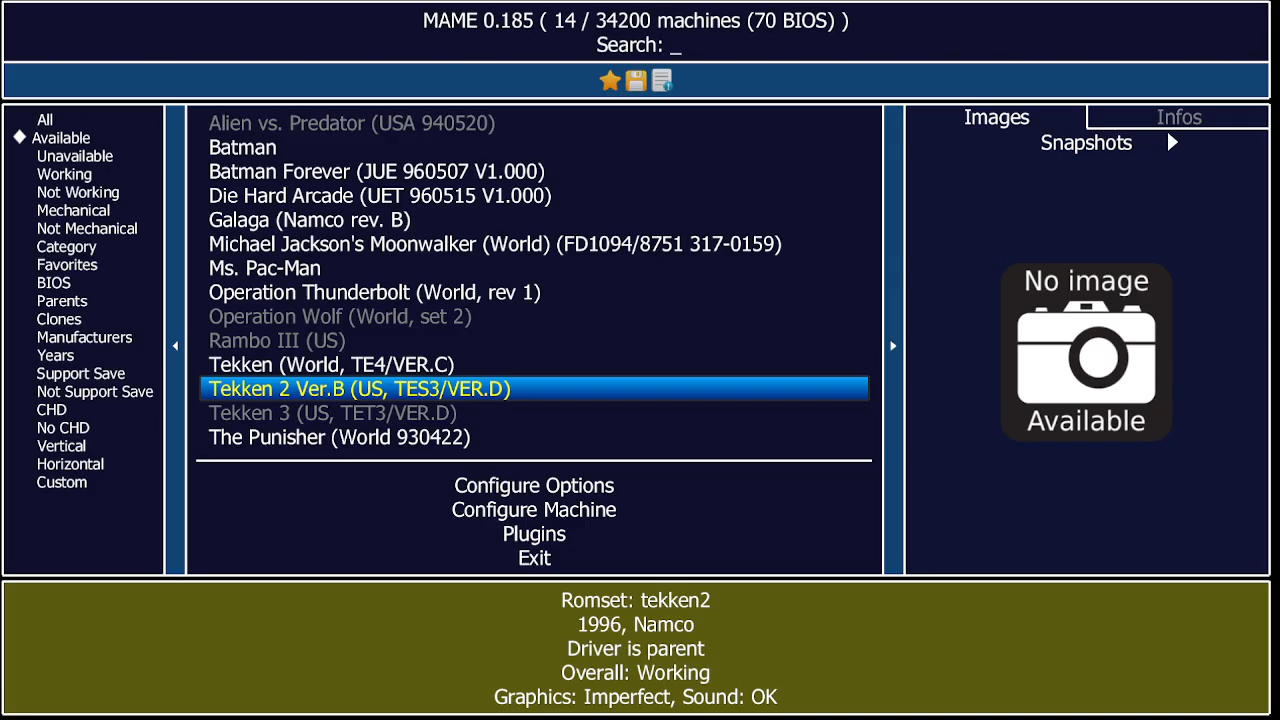 MAME 0.185 ( 14 / 34200 machines (70 BIOS) )
Search: _
All
Available
Unavailable
Working
Not Working
Mechanical
Not Mechanical
Category
Favorites
BIOS
Parents
Clones
Manufacturers
Years
Support Save
Not Support Save
CHD
No CHD
Vertical
Horizontal
Custom
Alien vs. Predator (USA 940520)
Batman
Batman Forever (JUE 960507 V1.000)
Die Hard Arcade (UET 960515 V1.000)
Galaga (Namco rev. B)
Michael Jackson's Moonwalker (World) (FD1094/8751 317-0159)
Ms. Pac-Man
Operation Thunderbolt (World, rev 1)
Operation Wolf (World, set 2)
Rambo III (US)
Tekken (World, TE4/VER.C)
Tekken 2 Ver.B (US, TES3/VER.D)
Tekken 3 (US, TET3/VER.D)
The Punisher (World 930422)
Configure Options
Configure Machine
Plugins
Exit
Images
Infos
Snapshots
No image
Available
Romset: tekken2
1996, Namco
Driver is parent
Overall: Working
Graphics: Imperfect, Sound: OK